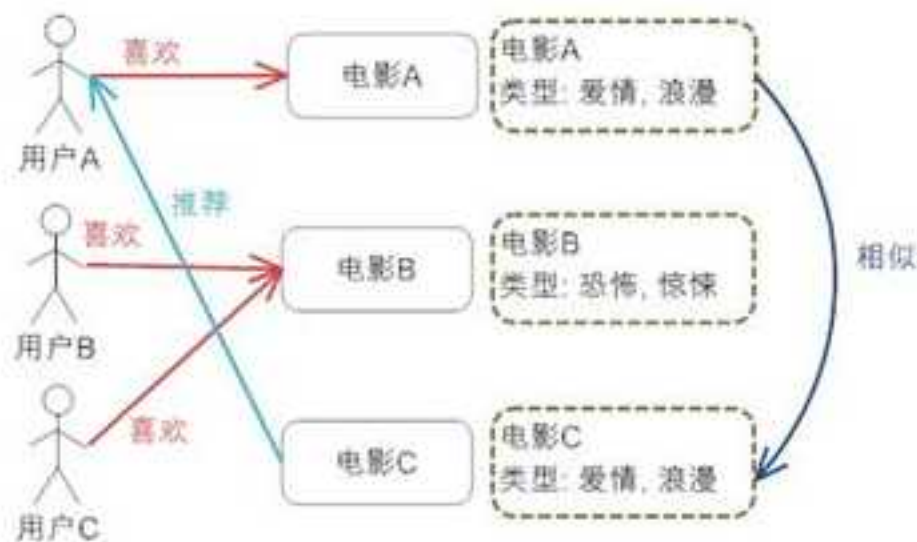 喜欢
电影A
电影A
类型: 爱情, 浪漫
用户A
推荐
喜欢
电影B
电影B
类型: 恐怖, 惊悚
相似
用户B
喜欢
电影C
电影C
类型: 爱情, 浪漫
用户C